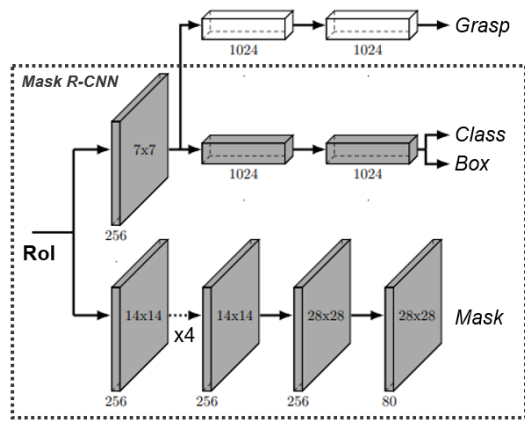 Grasp
1024
1024
Mask R-CNN
7x7
Class
Box
1024
1024
256
RoI
14x14
x4
14x14
28x28
28x28
Mask
256
256
256
80